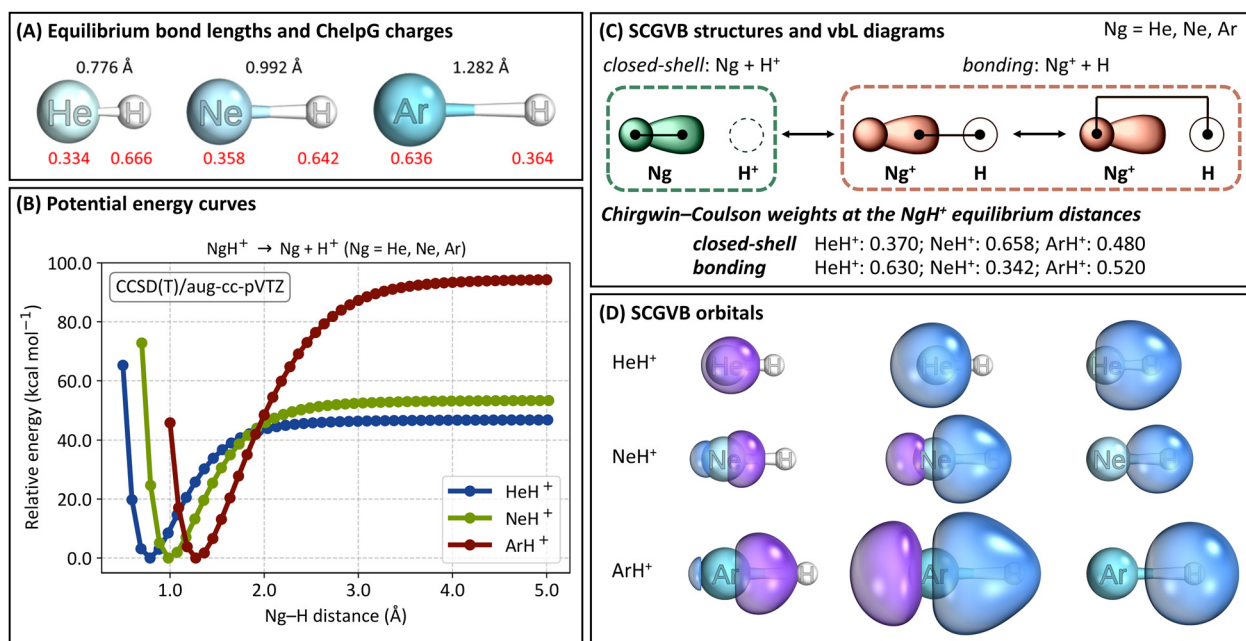 (A) Equilibrium bond lengths and ChelpG charges
0.776 Å 0.992 Å 1.282 Å
He H Ne H Ar H
0.334 0.666 0.358 0.642 0.636 0.364
(B) Potential energy curves
NgH⁺ → Ng + H⁺ (Ng = He, Ne, Ar)
CCSD(T)/aug-cc-pVTZ
Relative energy (kcal mol⁻¹)
100.0
80.0
60.0
40.0
20.0
0.0
HeH⁺
NeH⁺
ArH⁺
1.0 2.0 3.0 4.0 5.0
Ng–H distance (Å)
(C) SCGVB structures and vbL diagrams Ng = He, Ne, Ar
closed-shell: Ng + H⁺ bonding: Ng⁺ + H
Ng H⁺ Ng⁺ H Ng⁺ H
Chirgwin–Coulson weights at the NgH⁺ equilibrium distances
closed-shell HeH⁺: 0.370; NeH⁺: 0.658; ArH⁺: 0.480
bonding HeH⁺: 0.630; NeH⁺: 0.342; ArH⁺: 0.520
(D) SCGVB orbitals
HeH⁺ He H He H He H
NeH⁺ Ne H Ne H Ne H
ArH⁺ Ar H Ar H Ar H